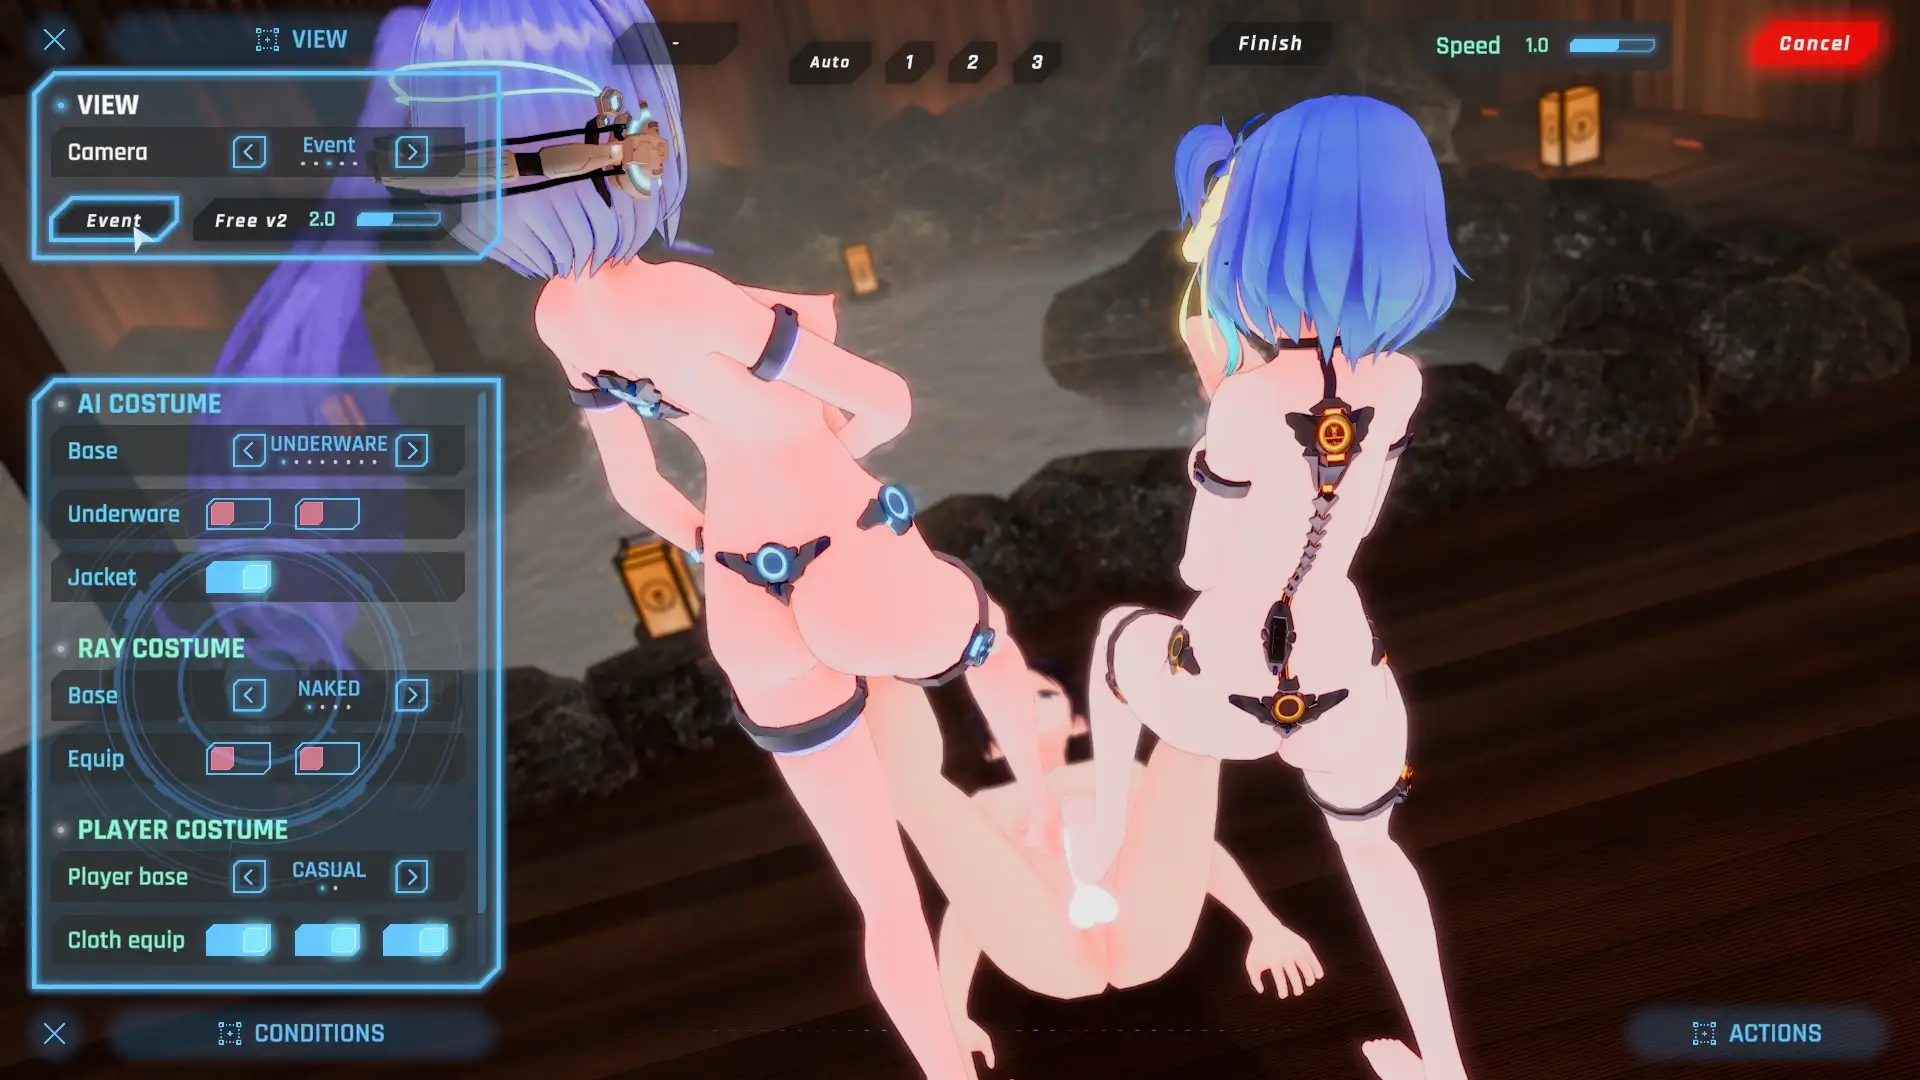 VIEW
- 
Auto
1
2
3
Finish
Speed 1.0
Cancel
VIEW
Camera
Event
Event
Free v2 2.0
AI COSTUME
Base
UNDERWARE
Underware
Jacket
RAY COSTUME
Base
NAKED
Equip
PLAYER COSTUME
Player base
CASUAL
Cloth equip
CONDITIONS
ACTIONS